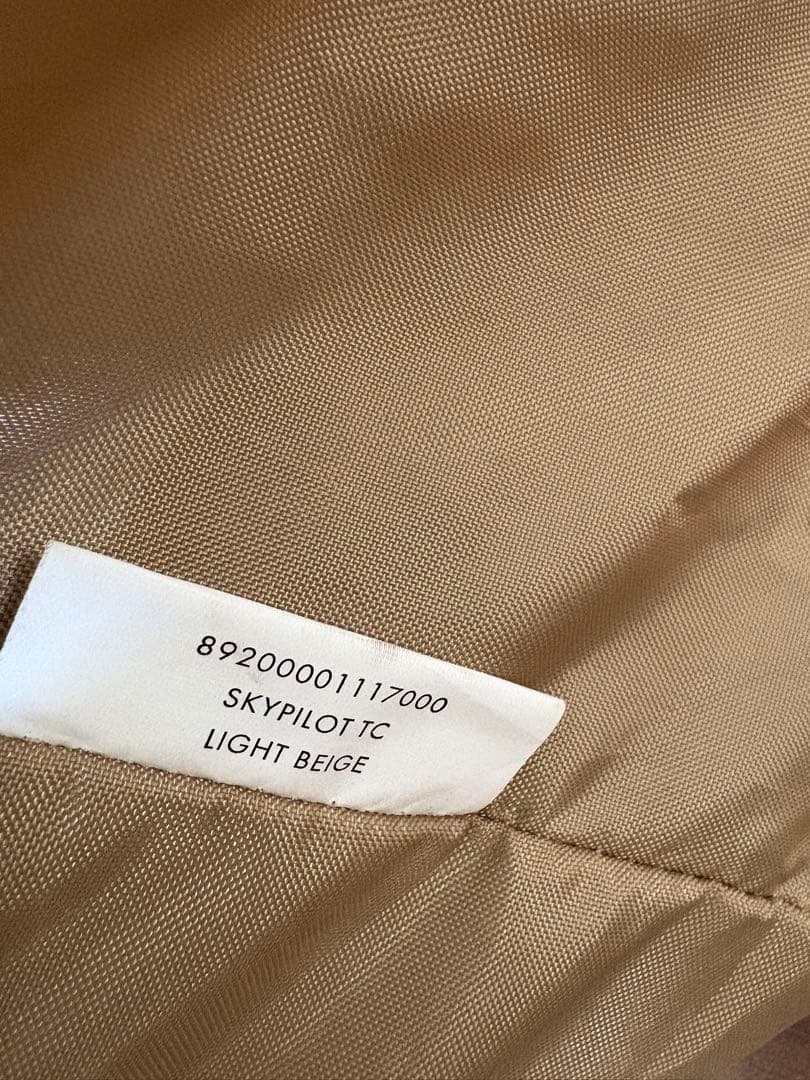 89200001117000
SKYPILOT TC
LIGHT BEIGE